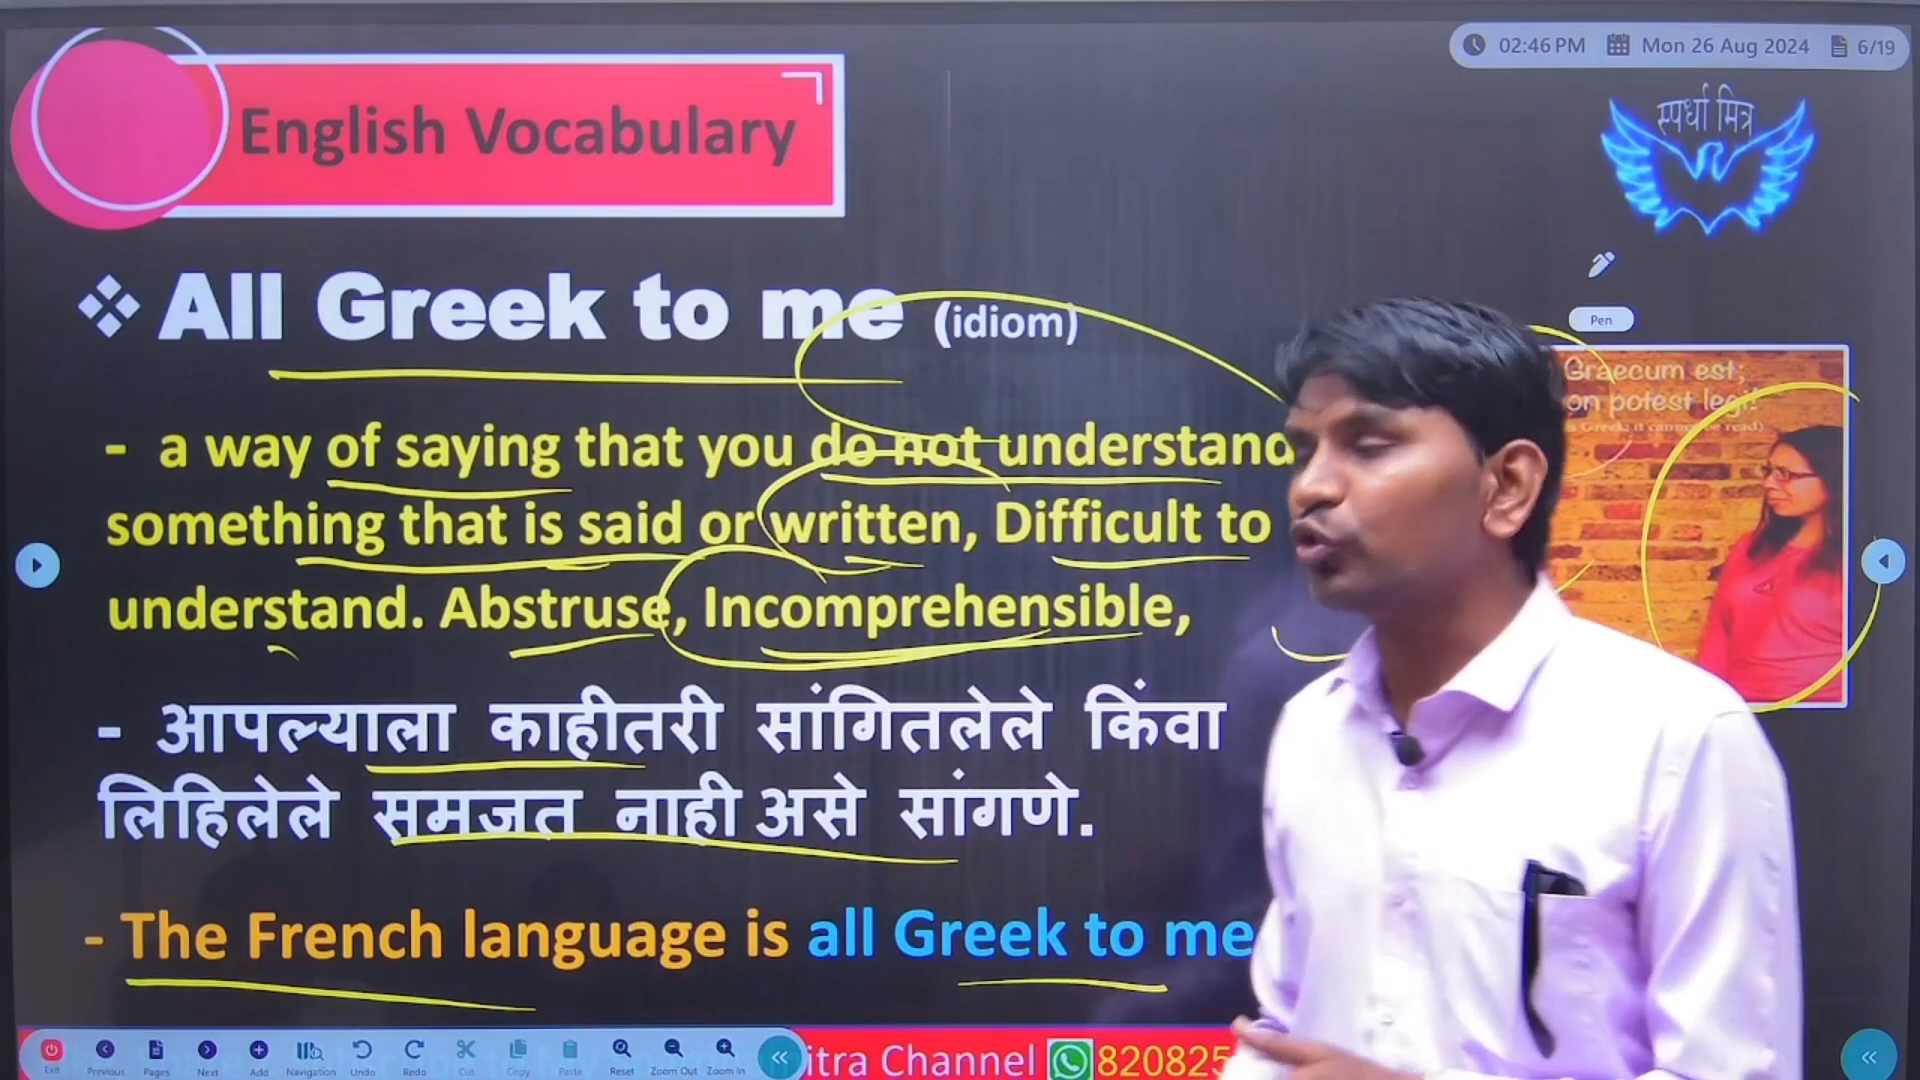 02:46 PM Mon 26 Aug 2024 6/19
English Vocabulary
स्पर्धा मित्र
All Greek to me (idiom)
Pen
Graecum est;
on potest legi!
- a way of saying that you do not understand
something that is said or written, Difficult to
understand. Abstruse, Incomprehensible,
- आपल्याला काहीतरी सांगितलेले किंवा
लिहिलेले समजत नाही असे सांगणे.
- The French language is all Greek to me
Exit Previous Pages Next Add Navigation Undo Redo Cut Copy Paste Reset Zoom Out Zoom In
itra Channel 820825